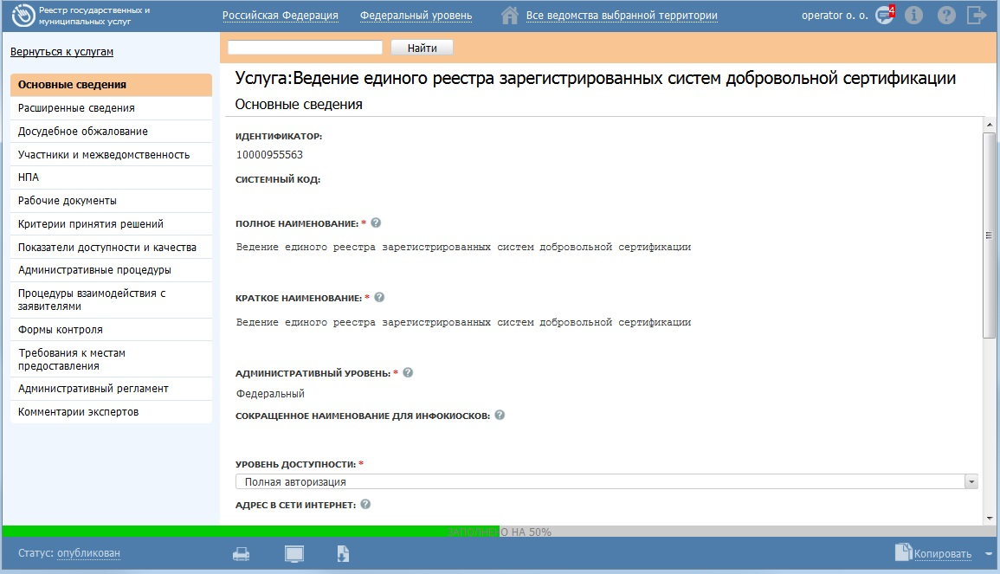 Реестр государственных и
муниципальных услуг
Российская Федерация
Федеральный уровень
Все ведомства выбранной территории
operator o. o.
4
Вернуться к услугам
Найти
Основные сведения
Расширенные сведения
Досудебное обжалование
Участники и межведомственность
НПА
Рабочие документы
Критерии принятия решений
Показатели доступности и качества
Административные процедуры
Процедуры взаимодействия с
заявителями
Формы контроля
Требования к местам
предоставления
Административный регламент
Комментарии экспертов
Услуга:Ведение единого реестра зарегистрированных систем добровольной сертификации
Основные сведения
ИДЕНТИФИКАТОР:
10000955563
СИСТЕМНЫЙ КОД:
ПОЛНОЕ НАИМЕНОВАНИЕ: * ?
Ведение единого реестра зарегистрированных систем добровольной сертификации
КРАТКОЕ НАИМЕНОВАНИЕ: * ?
Ведение единого реестра зарегистрированных систем добровольной сертификации
АДМИНИСТРАТИВНЫЙ УРОВЕНЬ: * ?
Федеральный
СОКРАЩЕННОЕ НАИМЕНОВАНИЕ ДЛЯ ИНФОКИОСКОВ: ?
УРОВЕНЬ ДОСТУПНОСТИ: *
Полная авторизация
АДРЕС В СЕТИ ИНТЕРНЕТ: ?
ЗАПОЛНЕНО НА 50%
Статус: опубликован
Копировать